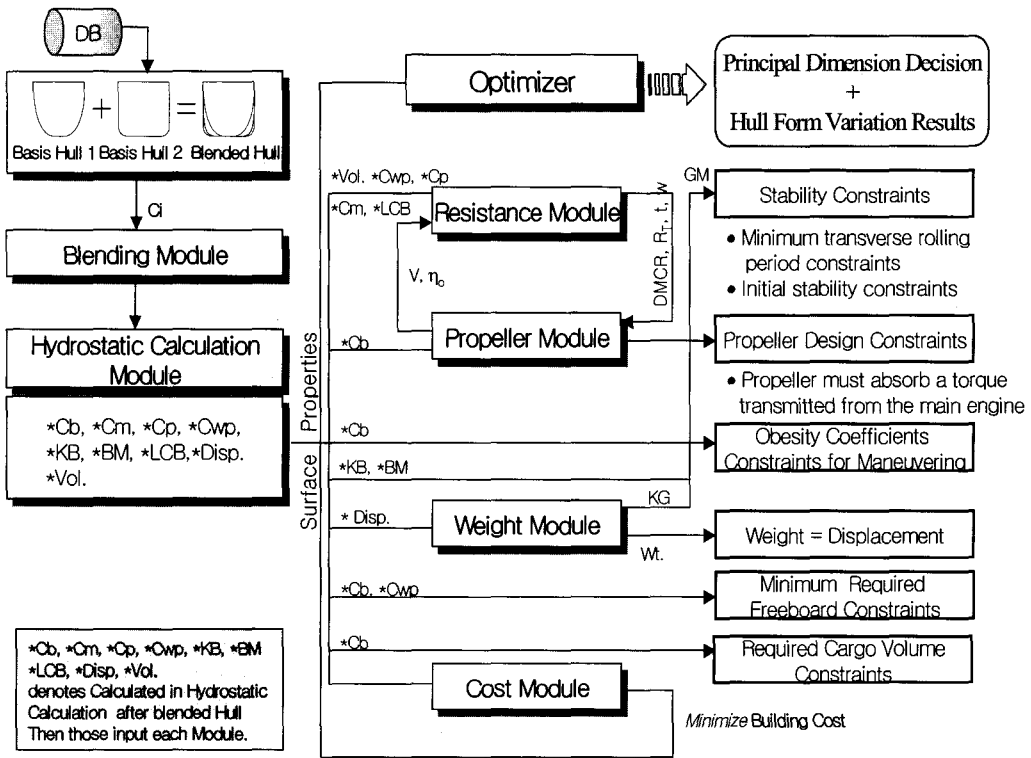 DB
Basis Hull 1 + Basis Hull 2 = Blended Hull
Ci
Blending Module
Hydrostatic Calculation
Module
*Cb, *Cm, *Cp, *Cwp,
*KB, *BM, *LCB,*Disp.
*Vol.
*Cb, *Cm, *Cp, *Cwp, *KB, *BM
*LCB, *Disp, *Vol.
denotes Calculated in Hydrostatic
Calculation after blended Hull
Then those input each Module.
Surface Properties
Optimizer
Principal Dimension Decision
+
Hull Form Variation Results
*Vol. *Cwp, *Cp
*Cm, *LCB
Resistance Module
V, ηo
DMCR, RT, t, w
*Cb
Propeller Module
*Cb
*KB, *BM
GM
KG
* Disp.
Weight Module
Wt.
*Cb, *Cwp
*Cb
Cost Module
Minimize Building Cost
Stability Constraints
• Minimum transverse rolling
period constraints
• Initial stability constraints
Propeller Design Constraints
• Propeller must absorb a torque
transmitted from the main engine
Obesity Coefficients
Constraints for Maneuvering
Weight = Displacement
Minimum Required
Freeboard Constraints
Required Cargo Volume
Constraints